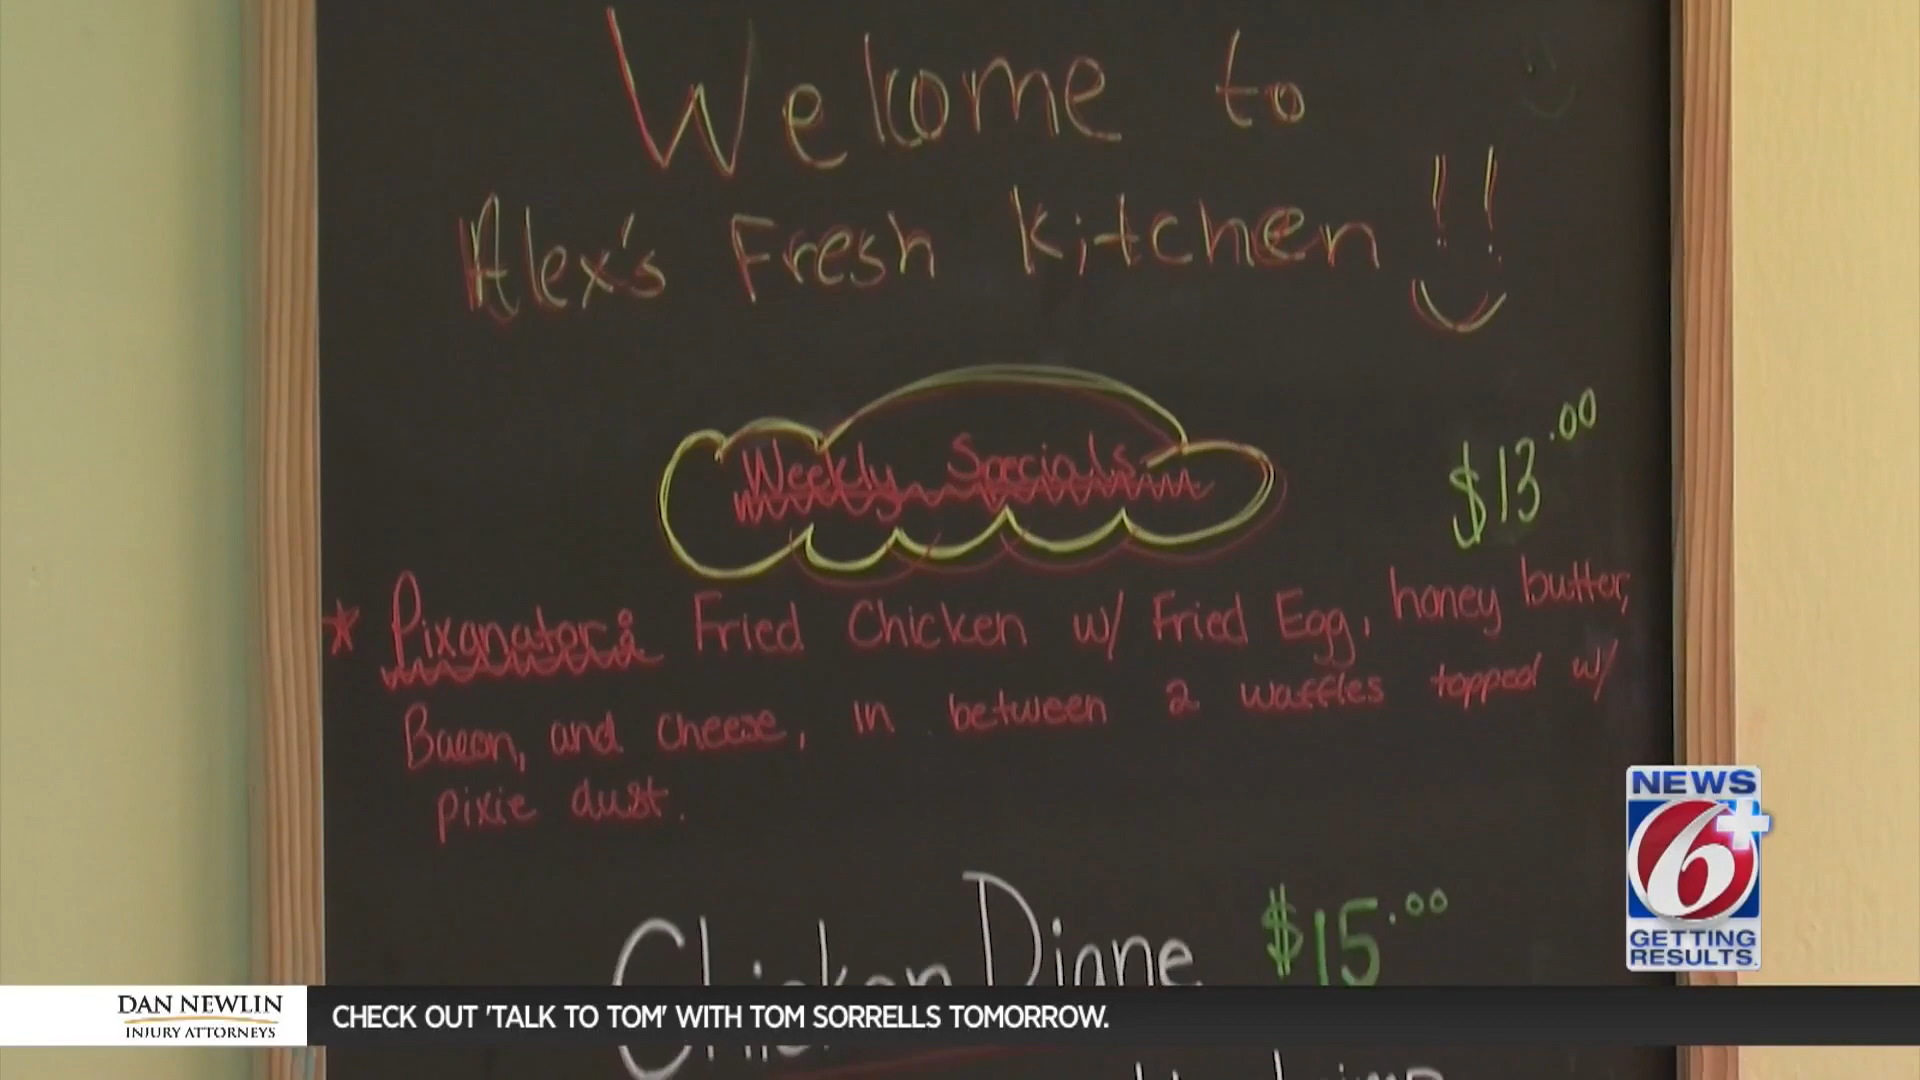 Welcome to
Alex's Fresh Kitchen!!
Weekly Specials
$13.00
* Pixanator: Fried Chicken w/ Fried Egg, honey butter,
Bacon, and cheese, in between 2 waffles topped w/
pixie dust.
Chicken Diane $15.00
NEWS
6+
GETTING
RESULTS.
DAN NEWLIN
INJURY ATTORNEYS
CHECK OUT 'TALK TO TOM' WITH TOM SORRELLS TOMORROW.